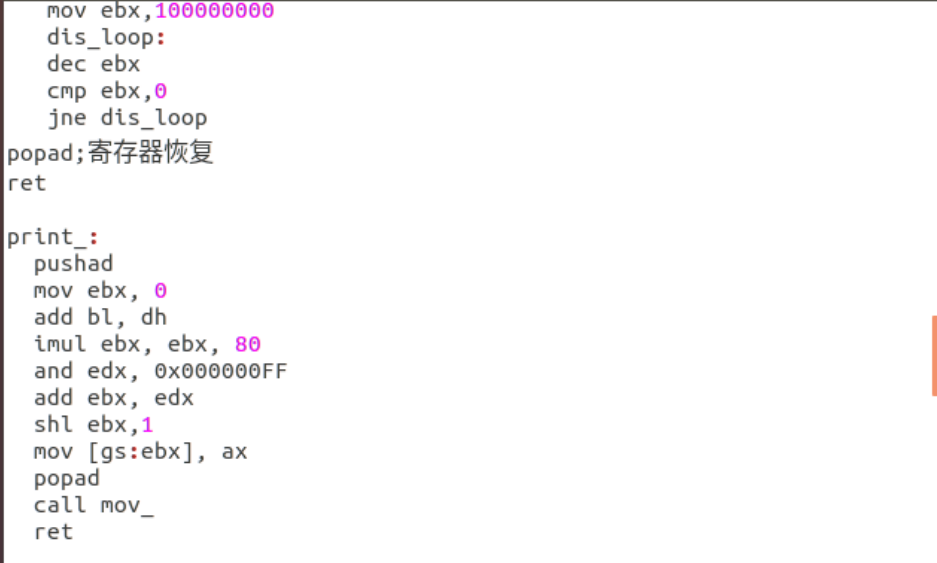 mov ebx,100000000
dis_loop:
dec ebx
cmp ebx,0
jne dis_loop
popad;寄存器恢复
ret
print_:
pushad
mov ebx, 0
add bl, dh
imul ebx, ebx, 80
and edx, 0x000000FF
add ebx, edx
shl ebx,1
mov [gs:ebx], ax
popad
call mov_
ret